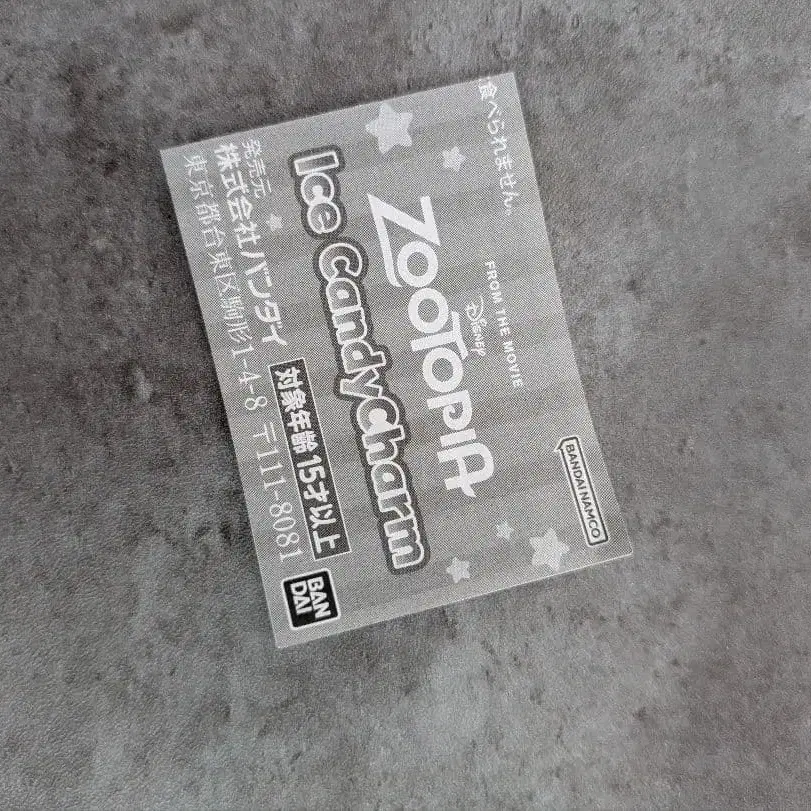 食べられません。
FROM THE MOVIE
Disney
ZOOTOPIA
Ice CandyCharm
対象年齢15才以上
発売元
株式会社バンダイ
東京都台東区駒形1-4-8 〒111-8081
BANDAI NAMCO
BAN
DAI